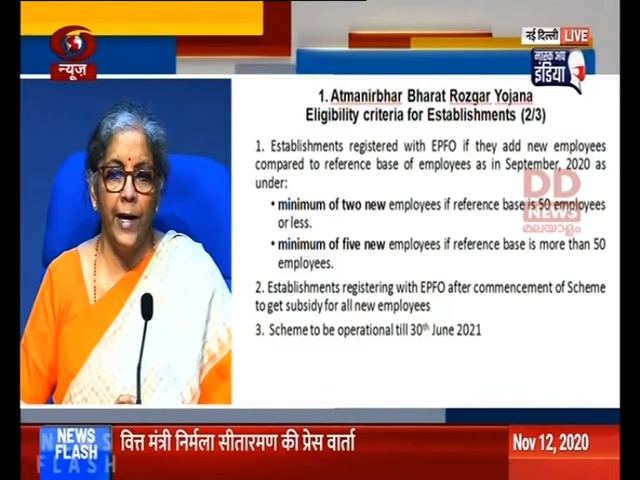 न्यूज़
नई दिल्ली LIVE
मास्क अप
इंडिया
1. Atmanirbhar Bharat Rozgar Yojana
Eligibility criteria for Establishments (2/3)
1. Establishments registered with EPFO if they add new employees
compared to reference base of employees as in September, 2020 as
under:
• minimum of two new employees if reference base is 50 employees
or less.
• minimum of five new employees if reference base is more than 50
employees.
2. Establishments registering with EPFO after commencement of Scheme
to get subsidy for all new employees
3. Scheme to be operational till 30th June 2021
DD
NEWS
മലയാളം
NEWS
FLASH
वित्त मंत्री निर्मला सीतारमण की प्रेस वार्ता
Nov 12, 2020